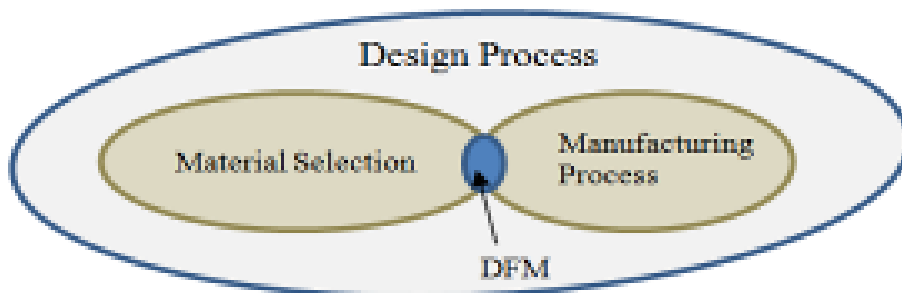 Design Process
Material Selection
Manufacturing
Process
DFM